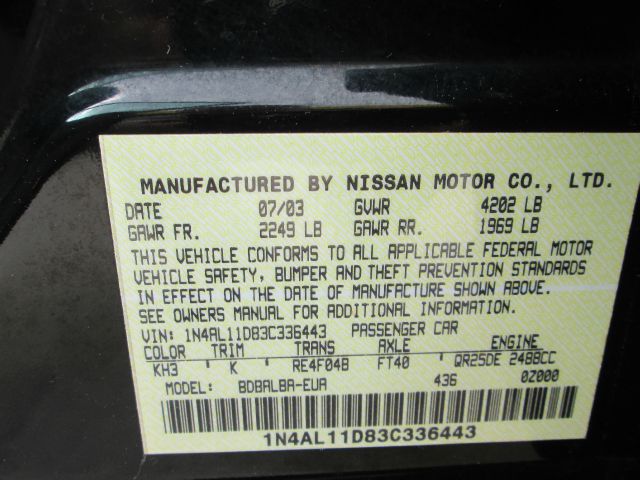 MANUFACTURED BY NISSAN MOTOR CO., LTD.
DATE 07/03 GVWR 4202 LB
GAWR FR. 2249 LB GAWR RR. 1969 LB
THIS VEHICLE CONFORMS TO ALL APPLICABLE FEDERAL MOTOR
VEHICLE SAFETY, BUMPER AND THEFT PREVENTION STANDARDS
IN EFFECT ON THE DATE OF MANUFACTURE SHOWN ABOVE.
SEE OWNERS MANUAL FOR ADDITIONAL INFORMATION.
VIN: 1N4AL11D83C336443 PASSENGER CAR
COLOR TRIM TRANS AXLE ENGINE
KH3 K RE4F04B FT40 QR25DE 2488CC
MODEL: BDBALBA-EUA 436 0Z000
1N4AL11D83C336443